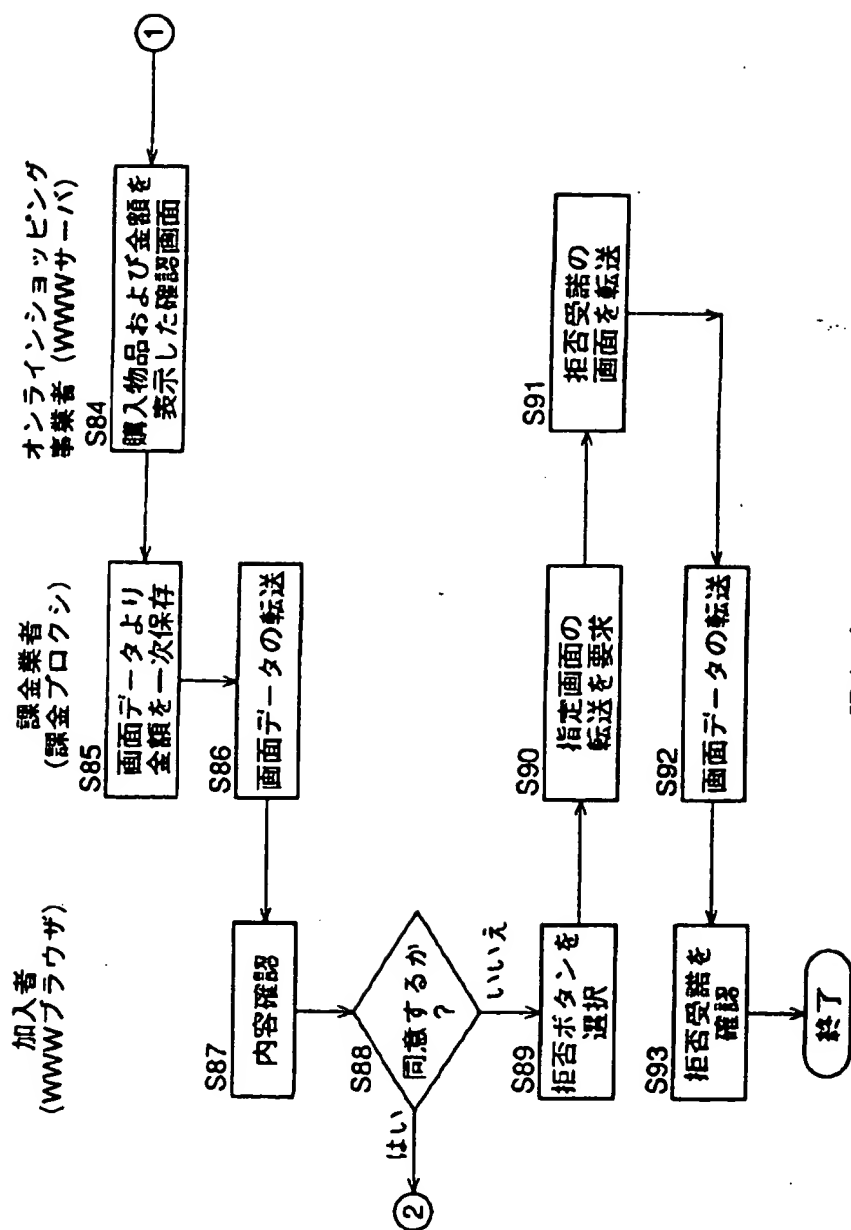 加入者
(WWWブラウザ)
課金業者
(課金プロクシ)
オンラインショッピング
事業者 (WWWサーバ)
1
S84
購入物品および金額を
表示した確認画面
S85
画面データより
金額を一次保存
S86
画面データの転送
S87
内容確認
S88
同意するか
?
はい
2
いいえ
S89
拒否ボタンを
選択
S90
指定画面の
転送を要求
S91
拒否受諾の
画面を転送
S92
画面データの転送
S93
拒否受諾を
確認
終了